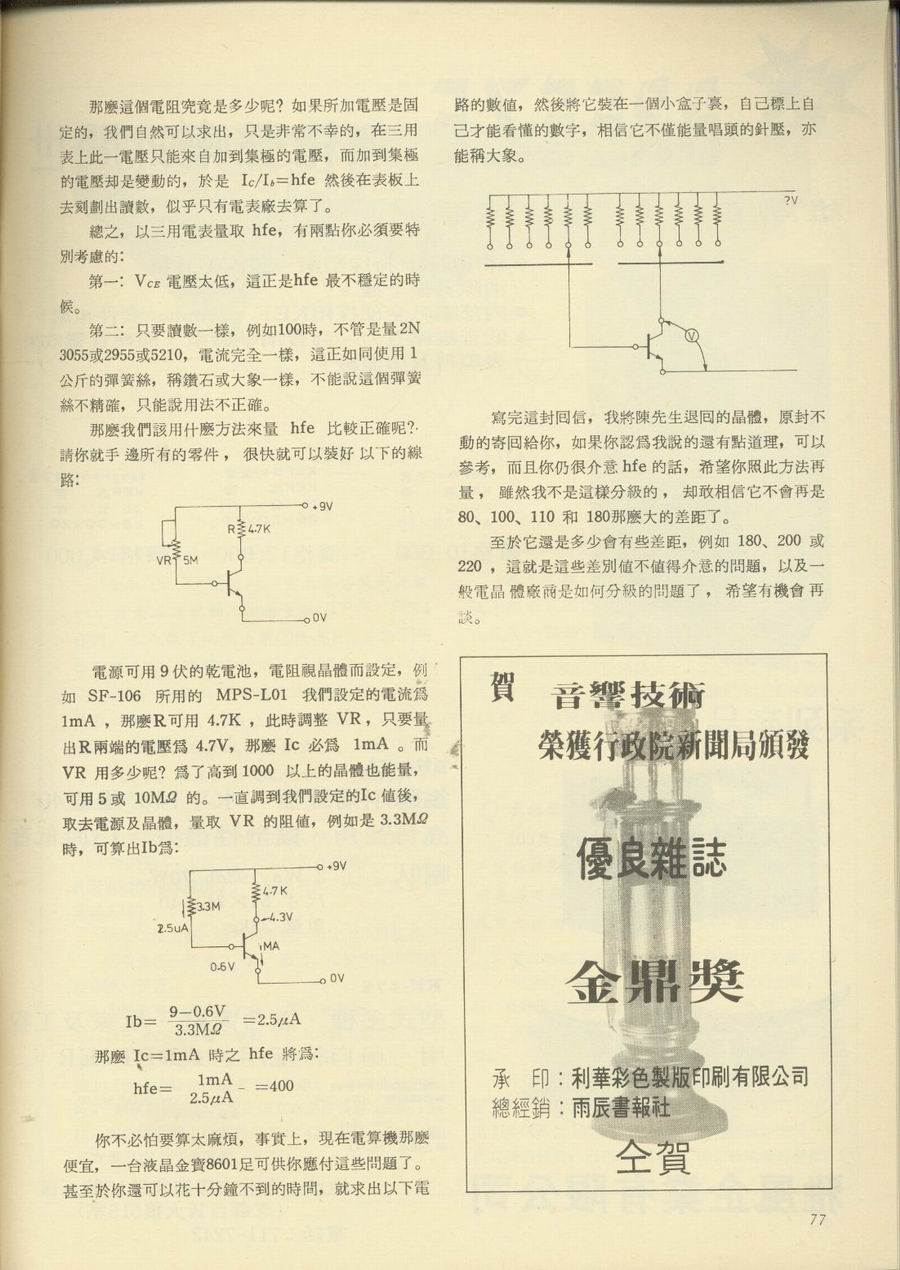 那麽這個電阻究竟是多少呢？如果所加電壓是固
定的，我們自然可以求出，只是非常不幸的，在三用
表上此一電壓只能來自加到集極的電壓，而加到集極
的電壓却是變動的，於是 Ic/Ib=hfe 然後在表板上
去刻劃出讀數，似乎只有電表廠去算了。
總之，以三用電表量取 hfe，有兩點你必須要特
別考慮的：
第一：VCE 電壓太低，這正是hfe 最不穩定的時
候。
第二：只要讀數一樣，例如100時，不管是量2N
3055或2955或5210，電流完全一樣，這正如同使用1
公斤的彈簧絲，稱鑽石或大象一樣，不能說這個彈簧
絲不精確，只能說用法不正確。
那麽我們該用什麽方法來量 hfe 比較正確呢？
請你就手邊所有的零件，很快就可以裝好以下的線
路：
+9V
R 4.7K
VR 5M
0V
電源可用9伏的乾電池，電阻視晶體而設定，例
如 SF-106 所用的 MPS-L01 我們設定的電流爲
1mA，那麽R可用 4.7K，此時調整 VR，只要量
出R兩端的電壓爲 4.7V，那麽 Ic 必爲 1mA。而
VR 用多少呢？爲了高到1000 以上的晶體也能量，
可用5或 10MΩ 的。一直調到我們設定的Ic 値後，
取去電源及晶體，量取 VR 的阻値，例如是 3.3MΩ
時，可算出Ib爲：
+9V
4.7K
3.3M
4.3V
2.5uA
1MA
0.6V
0V
Ib= 9−0.6V / 3.3MΩ =2.5μA
那麽 Ic=1mA 時之 hfe 將爲：
hfe= 1mA / 2.5μA =400
你不必怕要算太麻煩，事實上，現在電算機那麽
便宜，一台液晶金寶8601足可供你應付這些問題了。
甚至於你還可以花十分鐘不到的時間，就求出以下電
路的數値，然後將它裝在一個小盒子裏，自己標上自
己才能看懂的數字，相信它不僅能量唱頭的針壓，亦
能稱大象。
?V
V
寫完這封囘信，我將陳先生退囘的晶體，原封不
動的寄囘給你，如果你認爲我說的還有點道理，可以
參考，而且你仍很介意 hfe 的話，希望你照此方法再
量，雖然我不是這樣分級的，却敢相信它不會再是
80、100、110 和 180那麽大的差距了。
至於它還是多少會有些差距，例如 180、200 或
220，這就是這些差別値不値得介意的問題，以及一
般電晶體廠商是如何分級的問題了，希望有機會再
談。
賀
音響技術
榮獲行政院新聞局頒發
優良雜誌
金鼎獎
承 印：利華彩色製版印刷有限公司
總經銷：雨辰書報社
仝賀
77